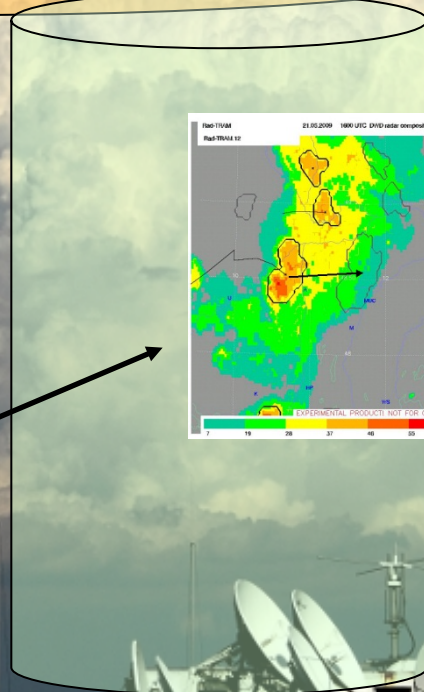 Rad-TRAM 21.05.2009 1600 UTC DWD radar composit
Rad-TRAM 12
MUC
M
EXPERIMENTAL PRODUCT! NOT FOR
7 19 28 37 46 55